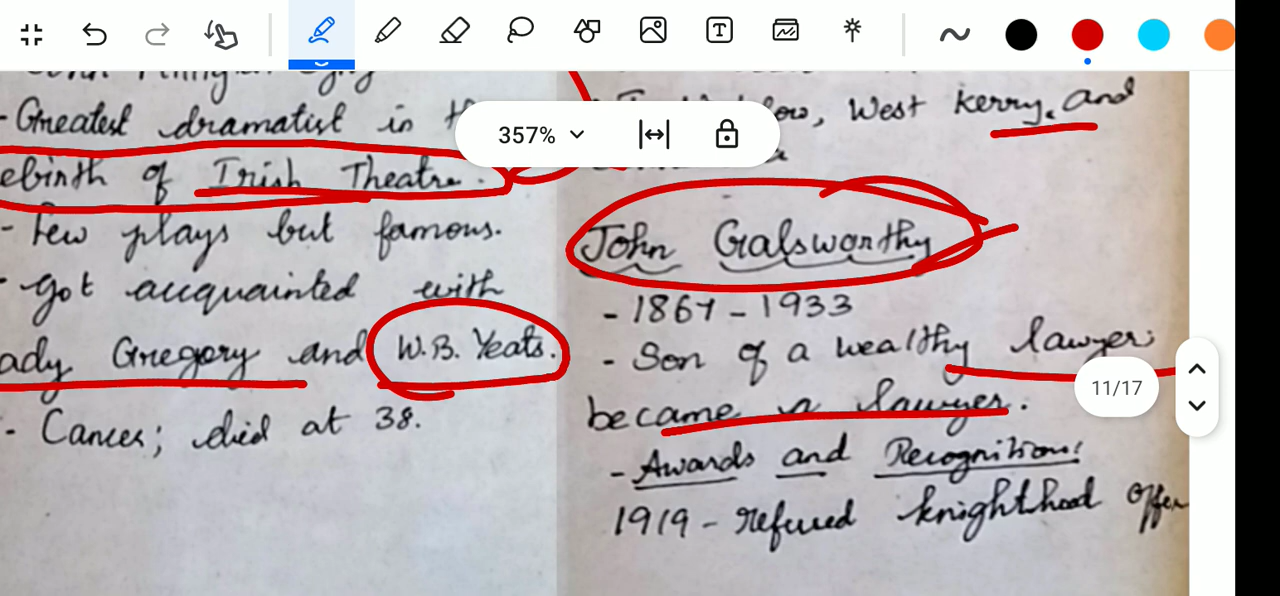 357%
- Greatest dramatist in
ebirth of Irish Theatre.
- Few plays but famous.
- Got acquainted with
ady Gregory and W.B. Yeats.
- Cancer; died at 38.
West Kerry, and
John Galsworthy
- 1867 - 1933
- Son of a wealthy lawyer;
became a lawyer.
- Awards and Recognitions:
1919 - refused knighthood offer
11/17